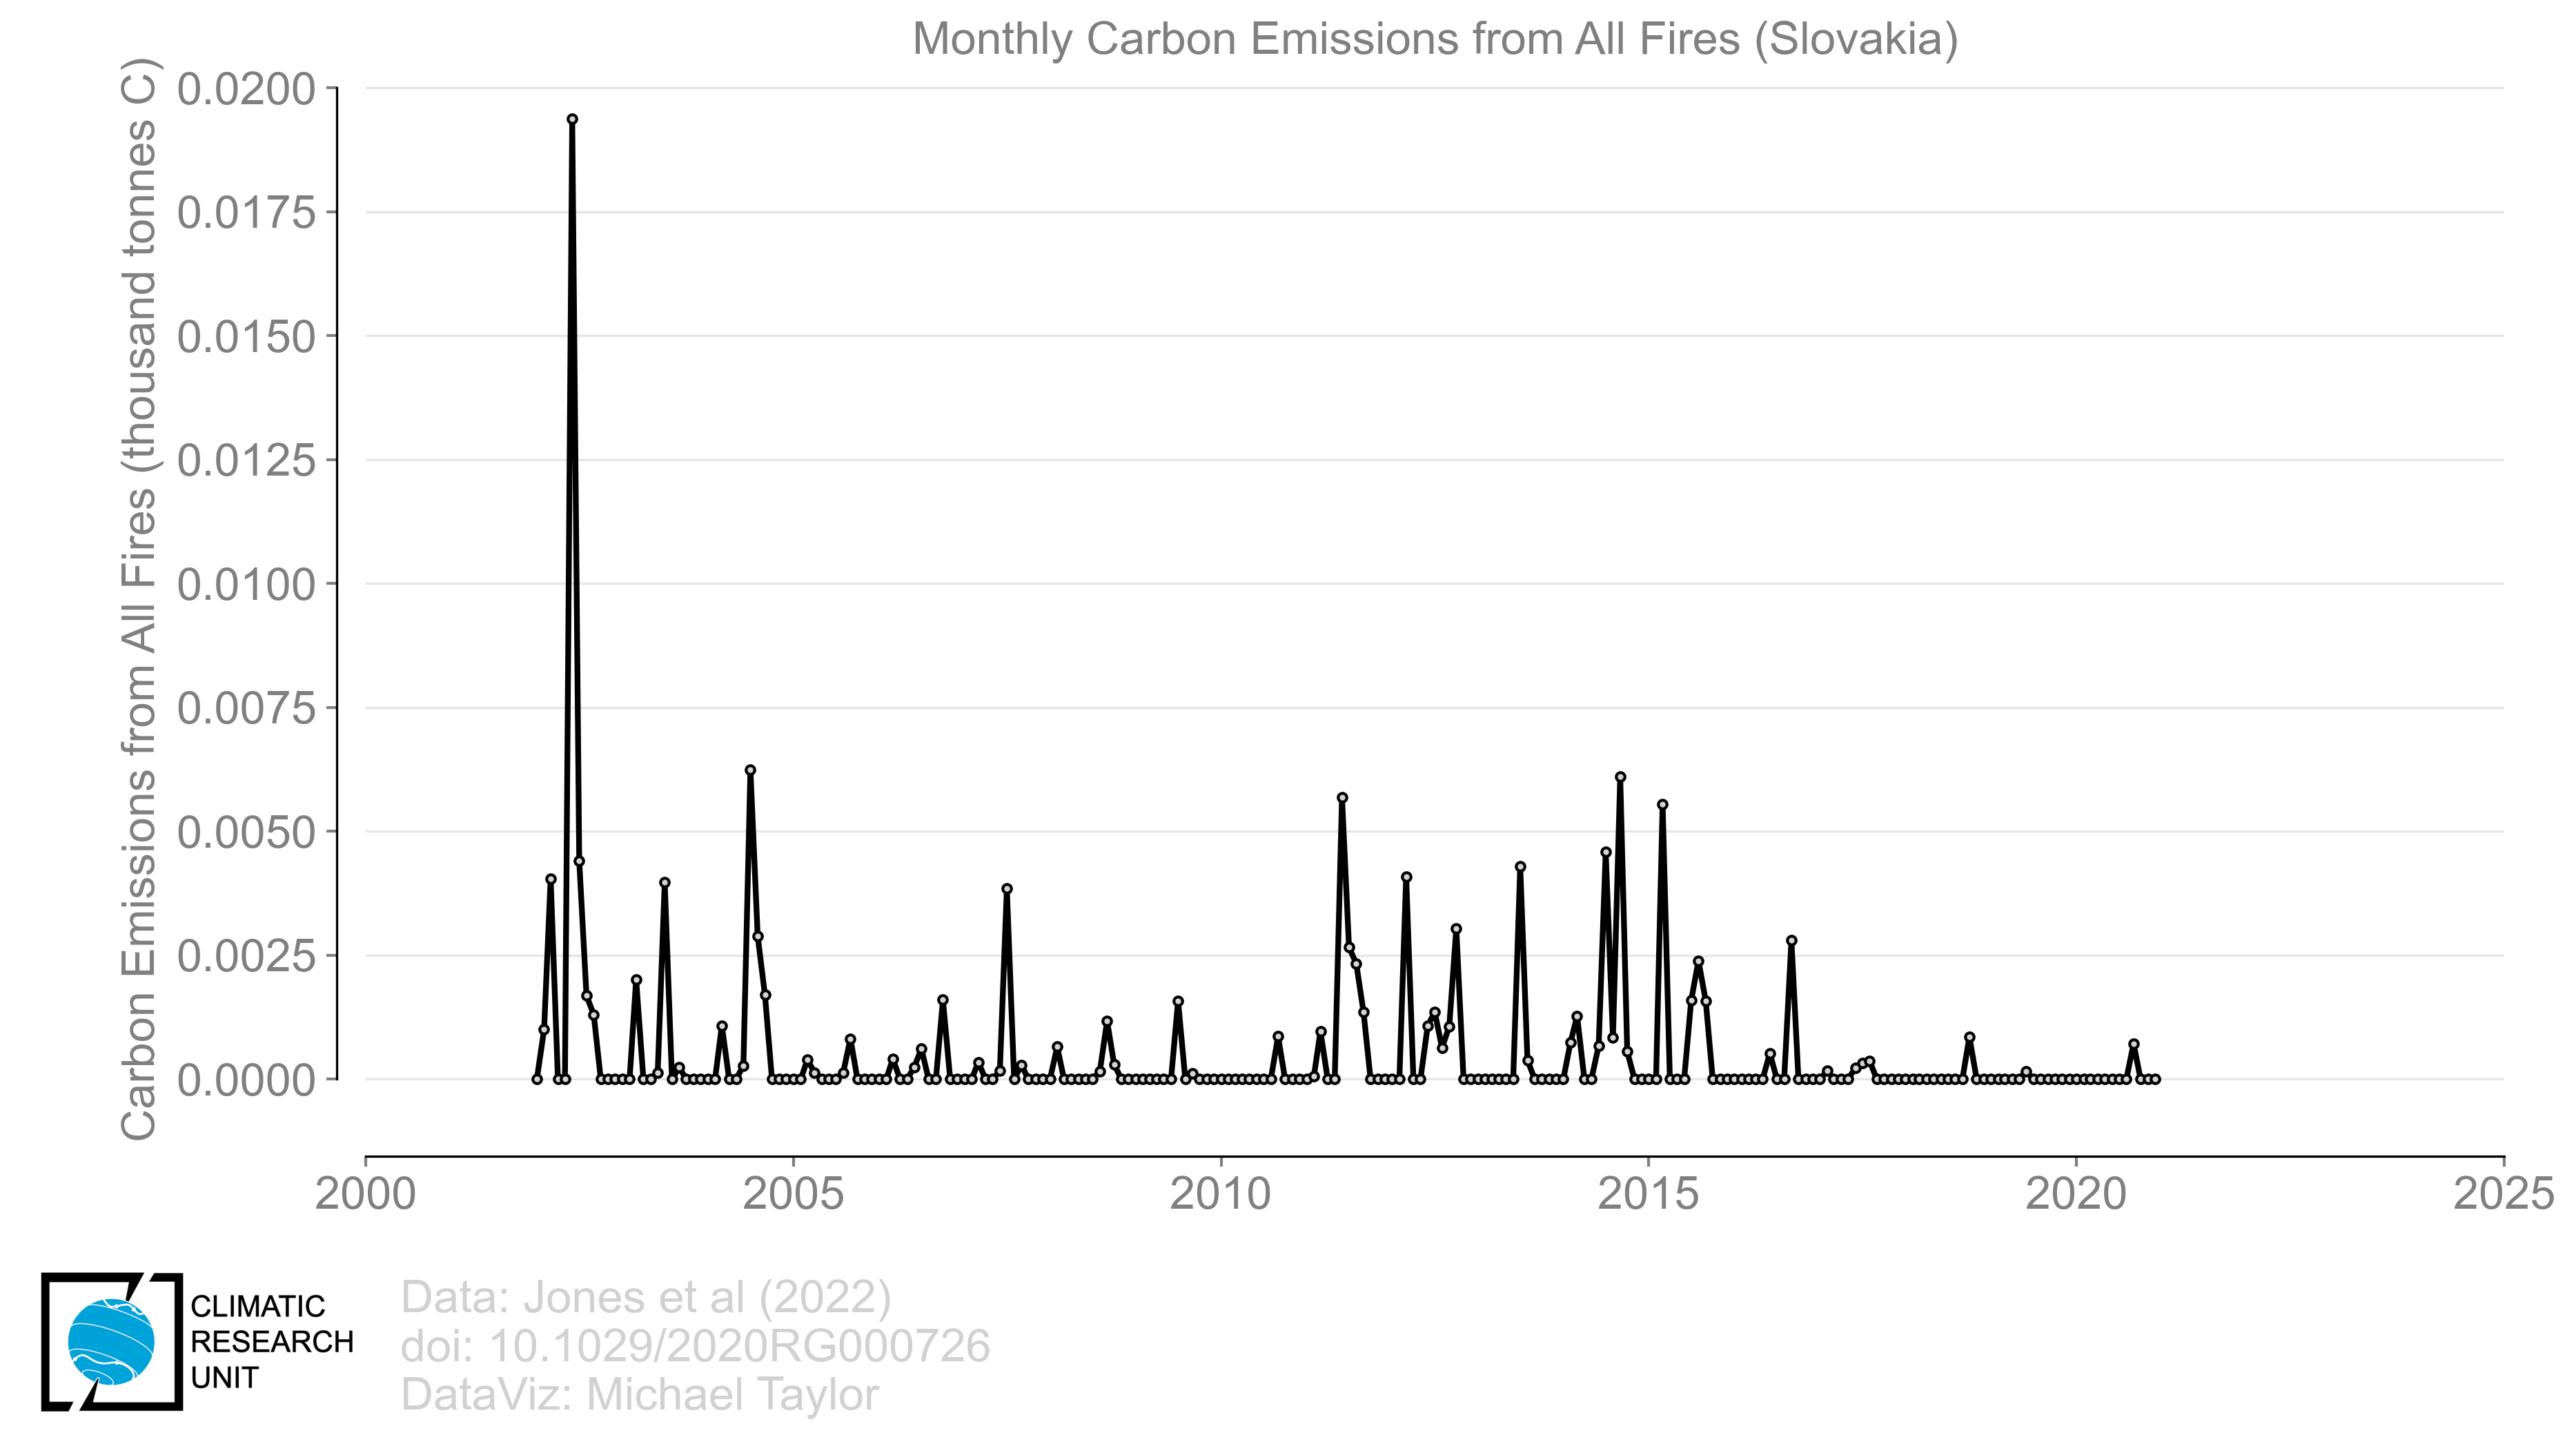 Monthly Carbon Emissions from All Fires (Slovakia)
Carbon Emissions from All Fires (thousand tonnes C)
0.0200
0.0175
0.0150
0.0125
0.0100
0.0075
0.0050
0.0025
0.0000
2000 2005 2010 2015 2020 2025
CLIMATIC
RESEARCH
UNIT
Data: Jones et al (2022)
doi: 10.1029/2020RG000726
DataViz: Michael Taylor